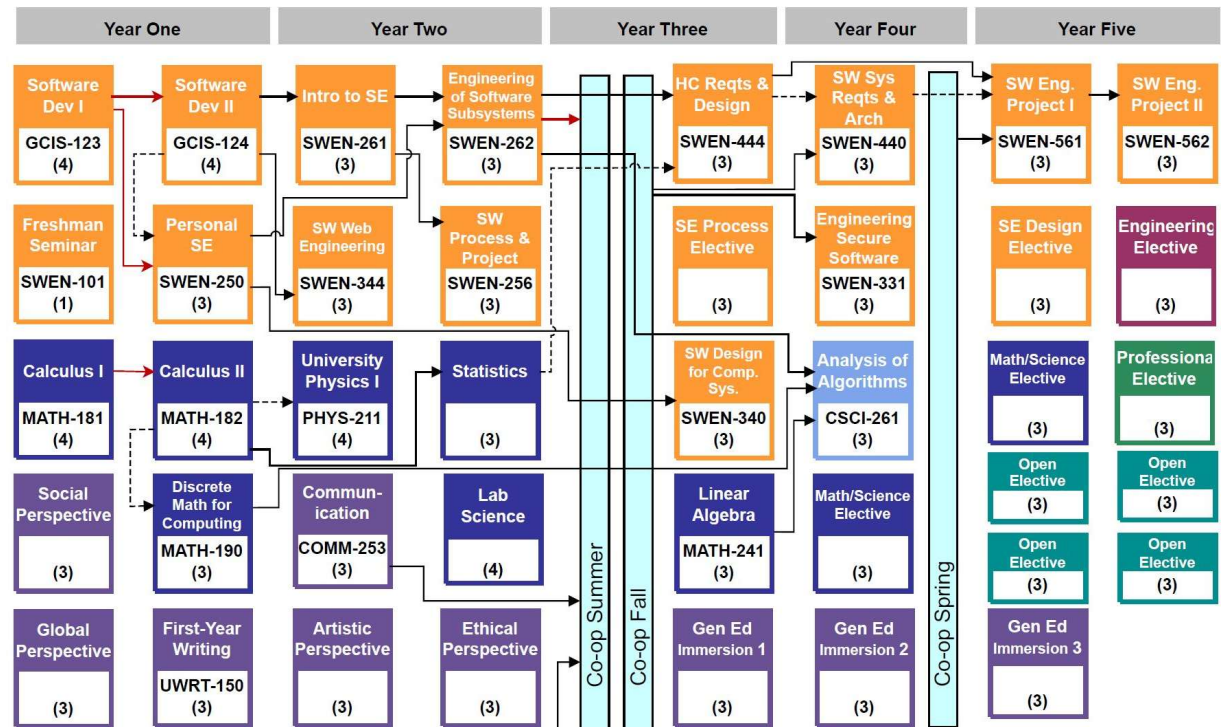 Year One
Year Two
Year Three
Year Four
Year Five
Software
Dev I
GCIS-123
(4)
Software
Dev II
GCIS-124
(4)
Intro to SE
SWEN-261
(3)
Engineering
of Software
Subsystems
SWEN-262
(3)
HC Reqts &
Design
SWEN-444
(3)
SW Sys
Reqts &
Arch
SWEN-440
(3)
SW Eng.
Project I
SWEN-561
(3)
SW Eng.
Project II
SWEN-562
(3)
Freshman
Seminar
SWEN-101
(1)
Personal
SE
SWEN-250
(3)
SW Web
Engineering
SWEN-344
(3)
SW
Process &
Project
SWEN-256
(3)
SE Process
Elective
(3)
Engineering
Secure
Software
SWEN-331
(3)
SE Design
Elective
(3)
Engineering
Elective
(3)
Calculus I
MATH-181
(4)
Calculus II
MATH-182
(4)
University
Physics I
PHYS-211
(4)
Statistics
(3)
SW Design
for Comp.
Sys.
SWEN-340
(3)
Analysis of
Algorithms
CSCI-261
(3)
Math/Science
Elective
(3)
Professiona
Elective
(3)
Social
Perspective
(3)
Discrete
Math for
Computing
MATH-190
(3)
Commun-
ication
COMM-253
(3)
Lab
Science
(4)
Linear
Algebra
MATH-241
(3)
Math/Science
Elective
(3)
Open
Elective
(3)
Open
Elective
(3)
Open
Elective
(3)
Open
Elective
(3)
Global
Perspective
(3)
First-Year
Writing
UWRT-150
(3)
Artistic
Perspective
(3)
Ethical
Perspective
(3)
Gen Ed
Immersion 1
(3)
Gen Ed
Immersion 2
(3)
Gen Ed
Immersion 3
(3)
Co-op Summer
Co-op Fall
Co-op Spring